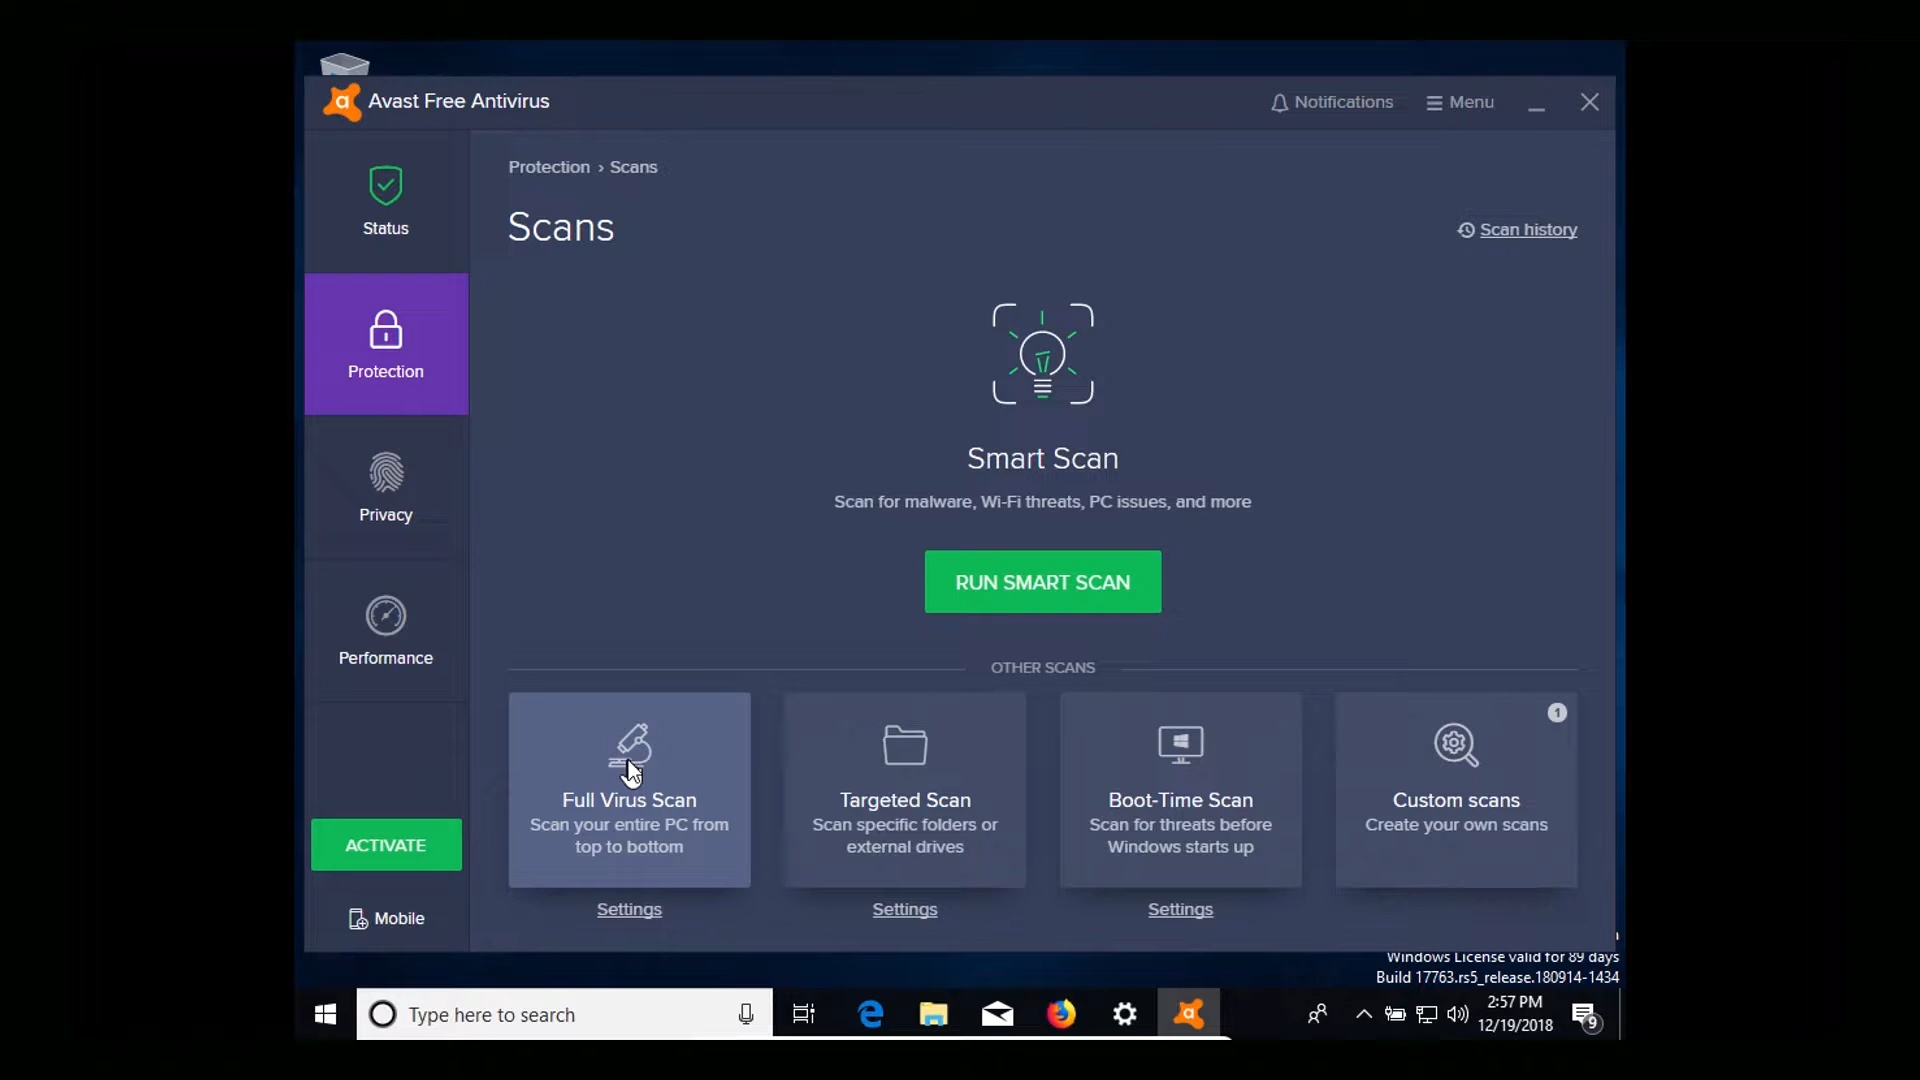 Avast Free Antivirus
Notifications
Menu
Status
Protection
Privacy
Performance
ACTIVATE
Mobile
Protection › Scans
Scans
Scan history
Smart Scan
Scan for malware, Wi-Fi threats, PC issues, and more
RUN SMART SCAN
OTHER SCANS
Full Virus Scan
Scan your entire PC from
top to bottom
Settings
Targeted Scan
Scan specific folders or
external drives
Settings
Boot-Time Scan
Scan for threats before
Windows starts up
Settings
1
Custom scans
Create your own scans
Windows License valid for 89 days
Build 17763.rs5_release.180914-1434
Type here to search
2:57 PM
12/19/2018
9